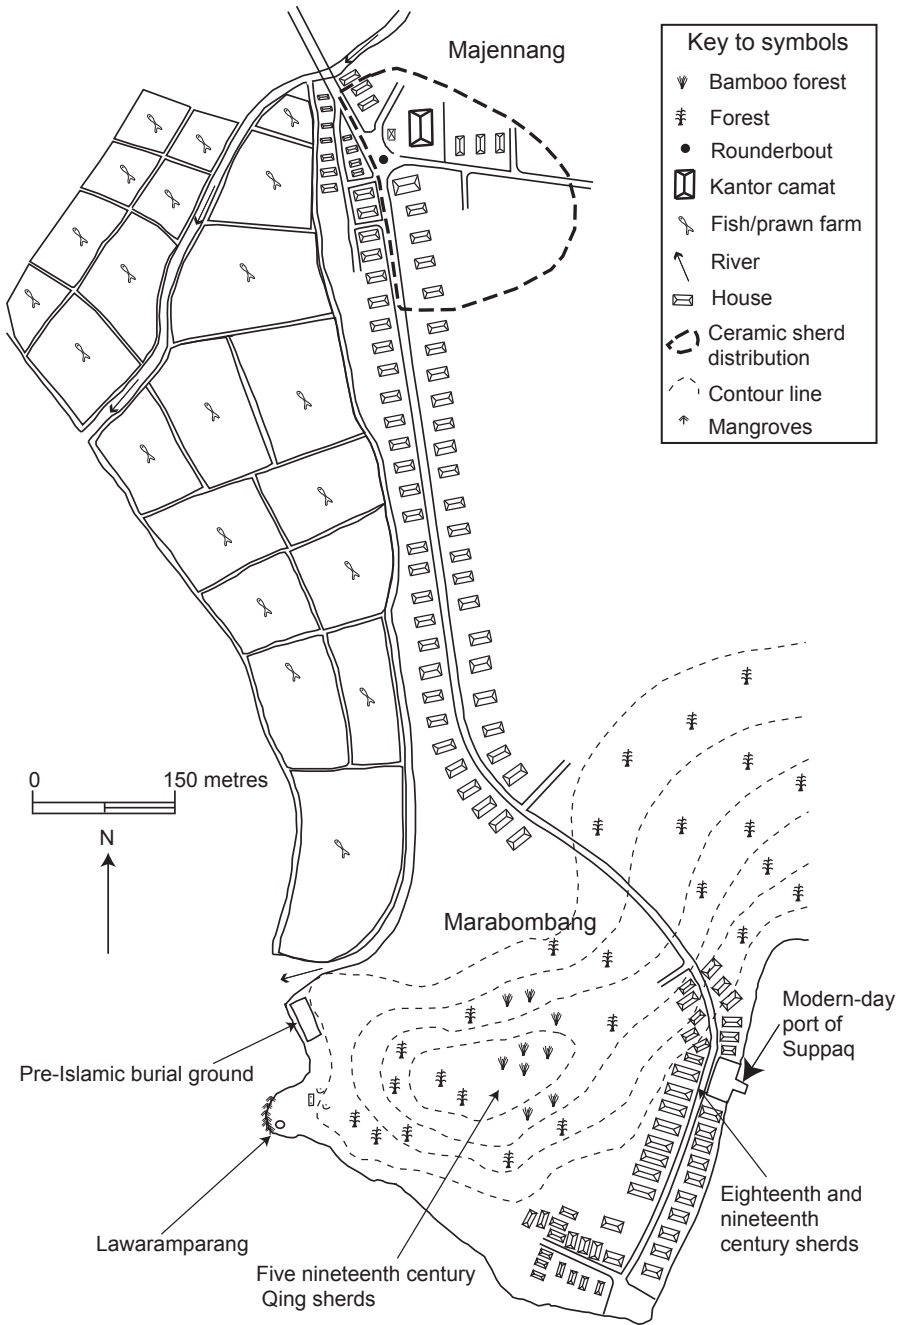 Majennang
Key to symbols
Bamboo forest
Forest
Rounderbout
Kantor camat
Fish/prawn farm
River
House
Ceramic sherd
distribution
Contour line
Mangroves
0 150 metres
N
Marabombang
Modern-day
port of
Suppaq
Pre-Islamic burial ground
Lawaramparang
Eighteenth and
nineteenth
century sherds
Five nineteenth century
Qing sherds